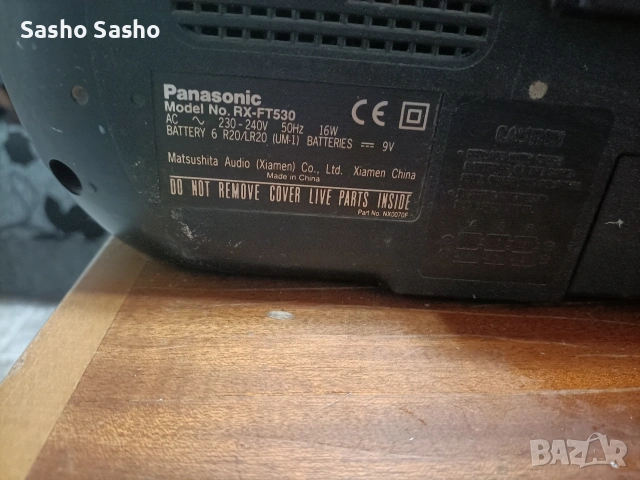 Sasho Sasho
Panasonic
Model No. RX-FT530
AC ~ 230-240V 50Hz 16W
BATTERY 6 R20/LR20 (UM-1) BATTERIES ⎓ 9V
CE
Matsushita Audio (Xiamen) Co., Ltd. Xiamen China
Made in China
DO NOT REMOVE COVER LIVE PARTS INSIDE
Part No. NX0070F
CAUTION
BAZAR